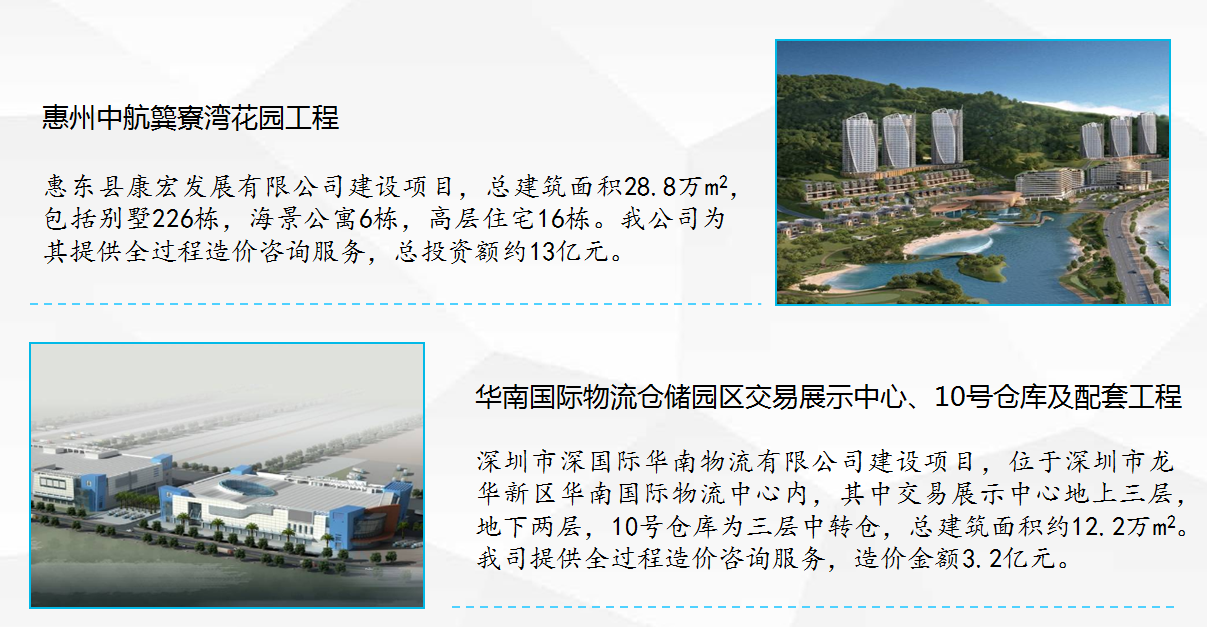 惠州中航巽寮湾花园工程
惠东县康宏发展有限公司建设项目，总建筑面积28.8万m²，
包括别墅226栋，海景公寓6栋，高层住宅16栋。我公司为
其提供全过程造价咨询服务，总投资额约13亿元。
华南国际物流仓储园区交易展示中心、10号仓库及配套工程
深圳市深国际华南物流有限公司建设项目，位于深圳市龙
华新区华南国际物流中心内，其中交易展示中心地上三层，
地下两层，10号仓库为三层中转仓，总建筑面积约12.2万m²。
我司提供全过程造价咨询服务，造价金额3.2亿元。